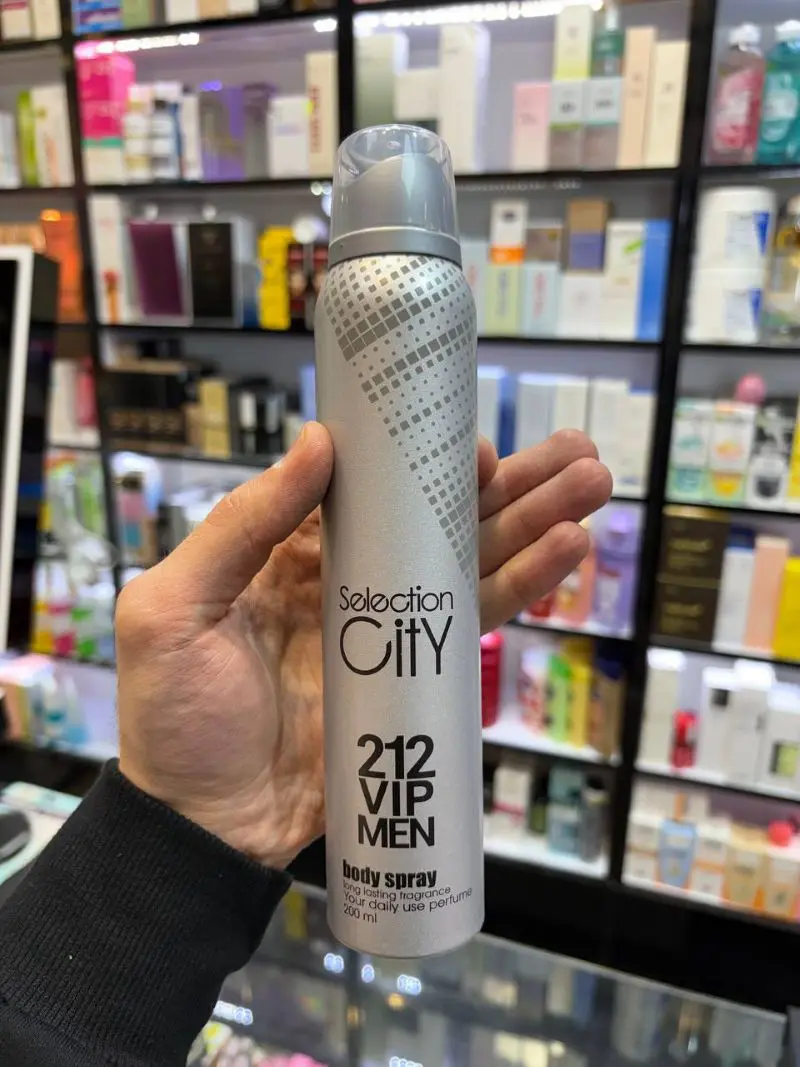 Selection
City
212
VIP
MEN
body spray
long lasting fragrance
Your daily use perfume
200 ml